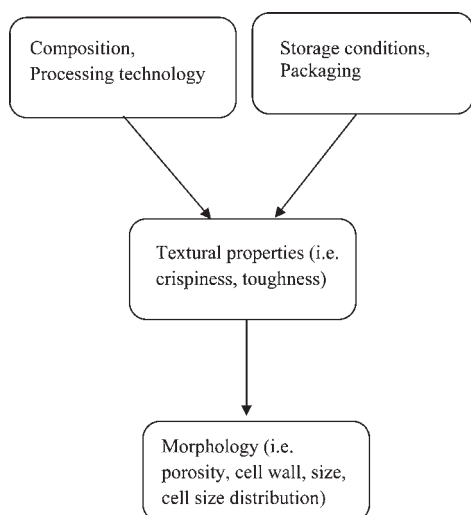 Composition,
Processing technology
Storage conditions,
Packaging
Textural properties (i.e.
crispiness, toughness)
Morphology (i.e.
porosity, cell wall, size,
cell size distribution)